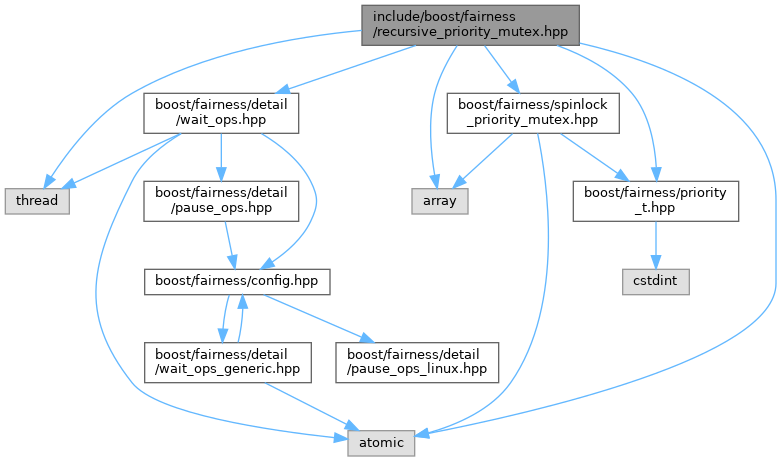 include/boost/fairness
/recursive_priority_mutex.hpp
boost/fairness/detail
/wait_ops.hpp
boost/fairness/spinlock
_priority_mutex.hpp
thread
boost/fairness/detail
/pause_ops.hpp
array
boost/fairness/priority
_t.hpp
boost/fairness/config.hpp
cstdint
boost/fairness/detail
/wait_ops_generic.hpp
boost/fairness/detail
/pause_ops_linux.hpp
atomic